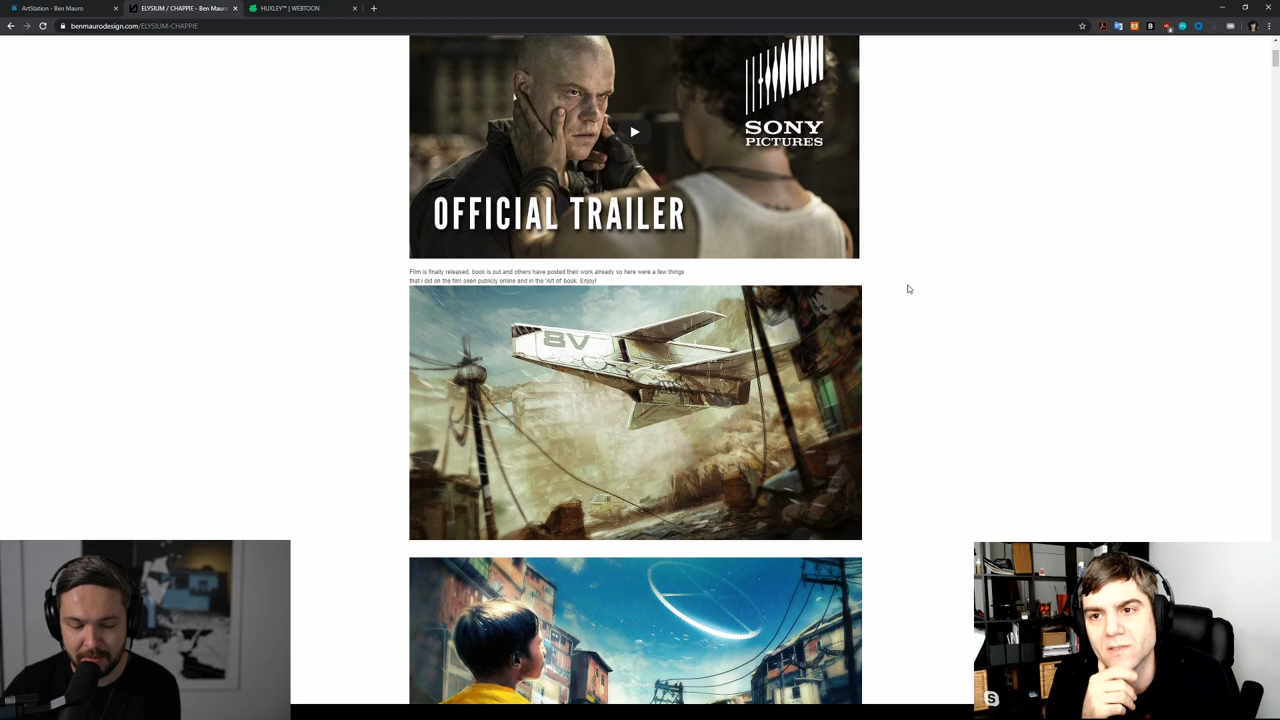 ArtStation - Ben Mauro
ELYSIUM / CHAPPIE - Ben Mauro
HUXLEY™ | WEBTOON
benmaurodesign.com/ELYSIUM-CHAPPIE
SONY
PICTURES
OFFICIAL TRAILER
Film is finally released, book is out and others have posted their work already so here were a few things
that i did on the film seen publicly online and in the 'Art of' book. Enjoy!
8V